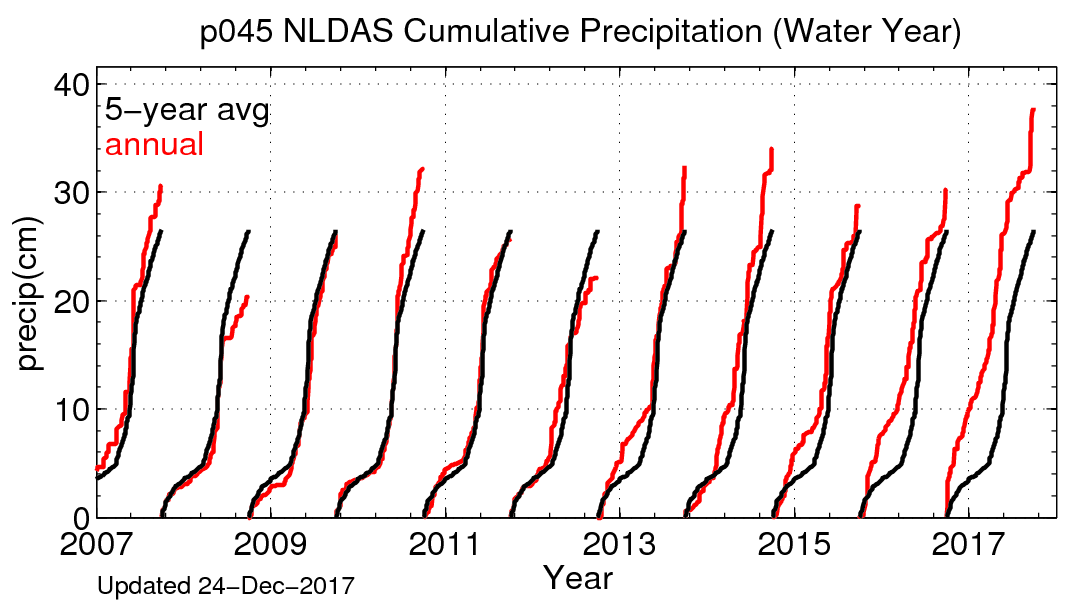 p045 NLDAS Cumulative Precipitation (Water Year)
40
5−year avg
annual
30
precip(cm)
20
10
0
2007 2009 2011 2013 2015 2017
Year
Updated 24−Dec−2017